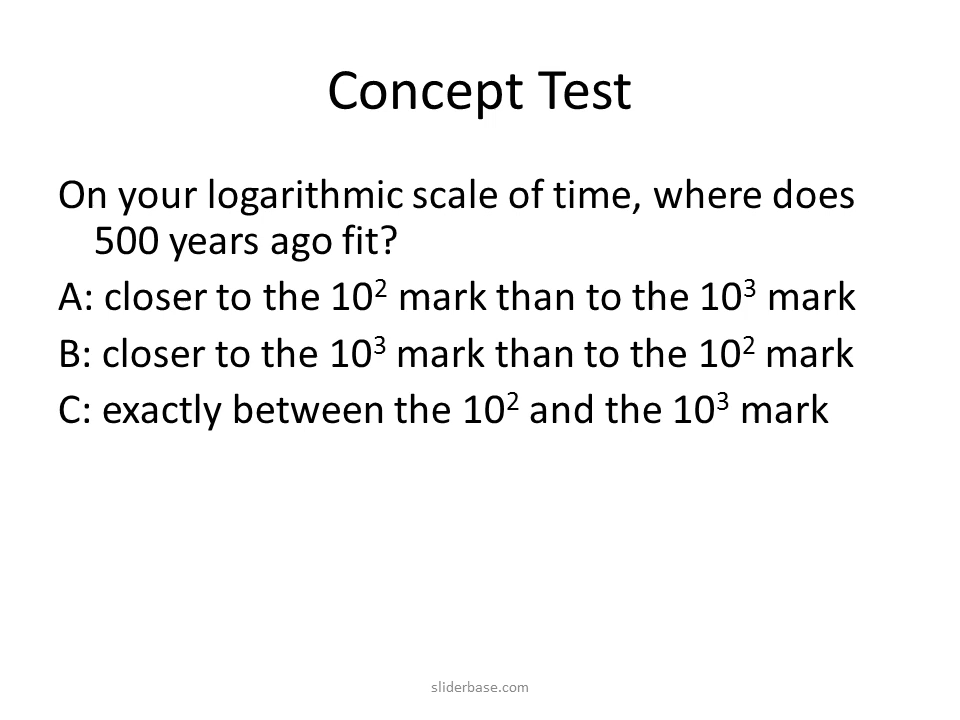 Concept Test
On your logarithmic scale of time, where does
500 years ago fit?
A: closer to the 10² mark than to the 10³ mark
B: closer to the 10³ mark than to the 10² mark
C: exactly between the 10² and the 10³ mark
sliderbase.com